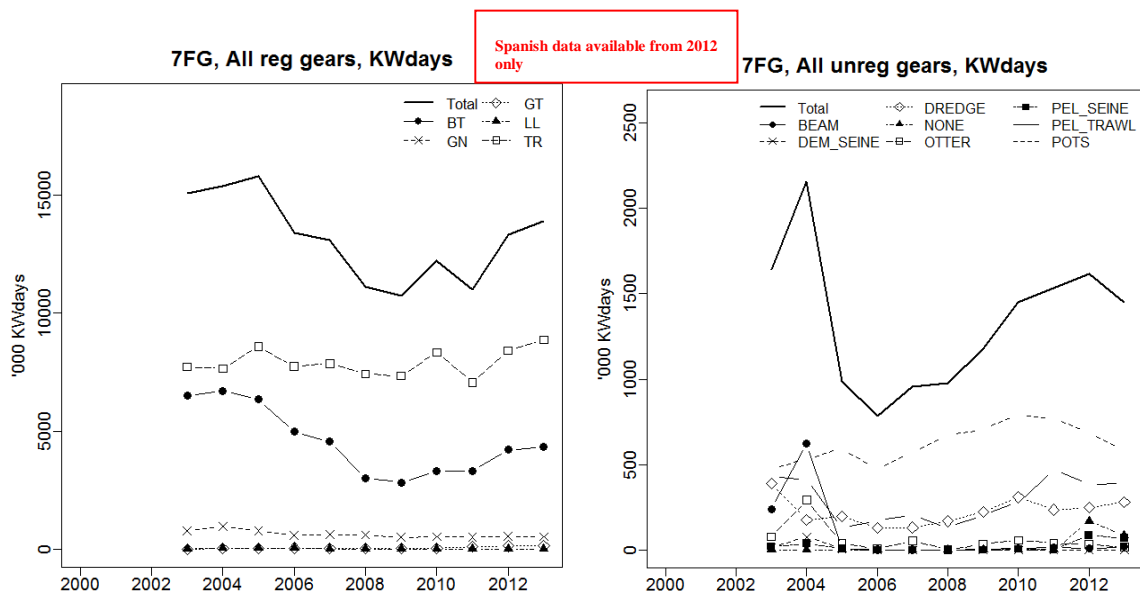 Spanish data available from 2012
only
7FG, All reg gears, KWdays
7FG, All unreg gears, KWdays
Total
BT
GN
GT
LL
TR
'000 KWdays
15000
10000
5000
0
2000
2002
2004
2006
2008
2010
2012
Total
BEAM
DEM_SEINE
DREDGE
NONE
OTTER
PEL_SEINE
PEL_TRAWL
POTS
'000 KWdays
2500
2000
1500
1000
500
0
2000
2002
2004
2006
2008
2010
2012